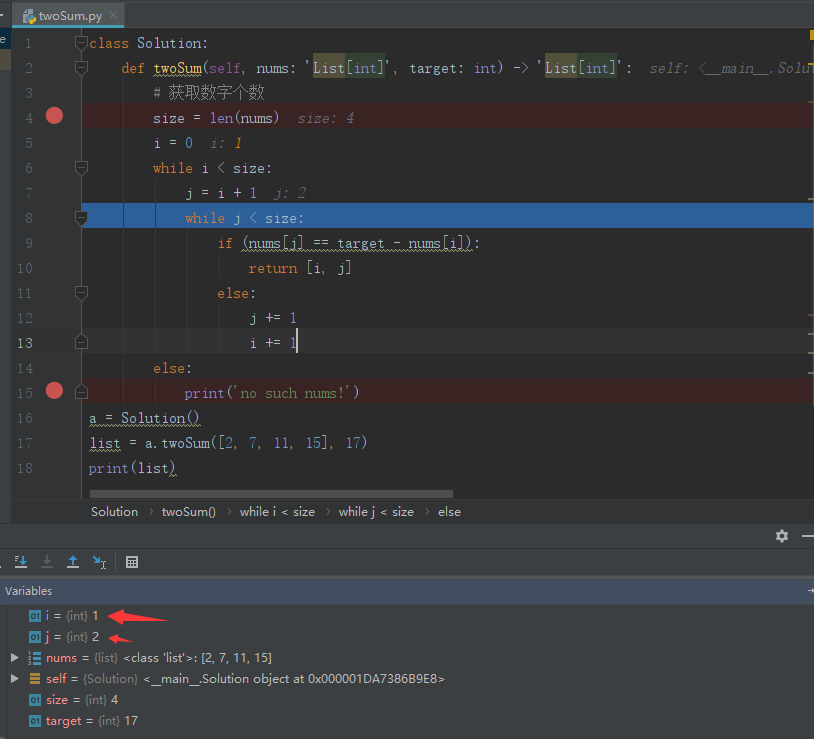 twoSum.py ×
e
1 class Solution:
2 def twoSum(self, nums: 'List[int]', target: int) -> 'List[int]': self: <__main__.Solu
3 # 获取数字个数
4 size = len(nums) size: 4
5 i = 0 i: 1
6 while i < size:
7 j = i + 1 j: 2
8 while j < size:
9 if (nums[j] == target - nums[i]):
10 return [i, j]
11 else:
12 j += 1
13 i += 1
14 else:
15 print('no such nums!')
16 a = Solution()
17 list = a.twoSum([2, 7, 11, 15], 17)
18 print(list)
Solution › twoSum() › while i < size › while j < size › else
Variables
01 i = {int} 1
01 j = {int} 2
nums = {list} <class 'list'>: [2, 7, 11, 15]
self = {Solution} <__main__.Solution object at 0x000001DA7386B9E8>
01 size = {int} 4
01 target = {int} 17